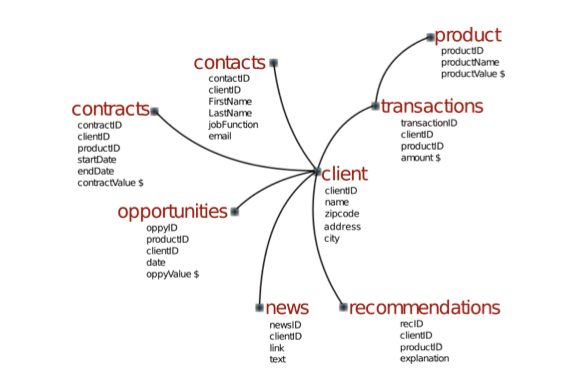 product
productID
productName
productValue $
contacts
contactID
clientID
FirstName
LastName
jobFunction
email
contracts
contractID
clientID
productID
startDate
endDate
contractValue $
transactions
transactionID
clientID
productID
amount $
client
clientID
name
zipcode
address
city
opportunities
oppyID
productID
clientID
date
oppyValue $
news
newsID
clientID
link
text
recommendations
recID
clientID
productID
explanation